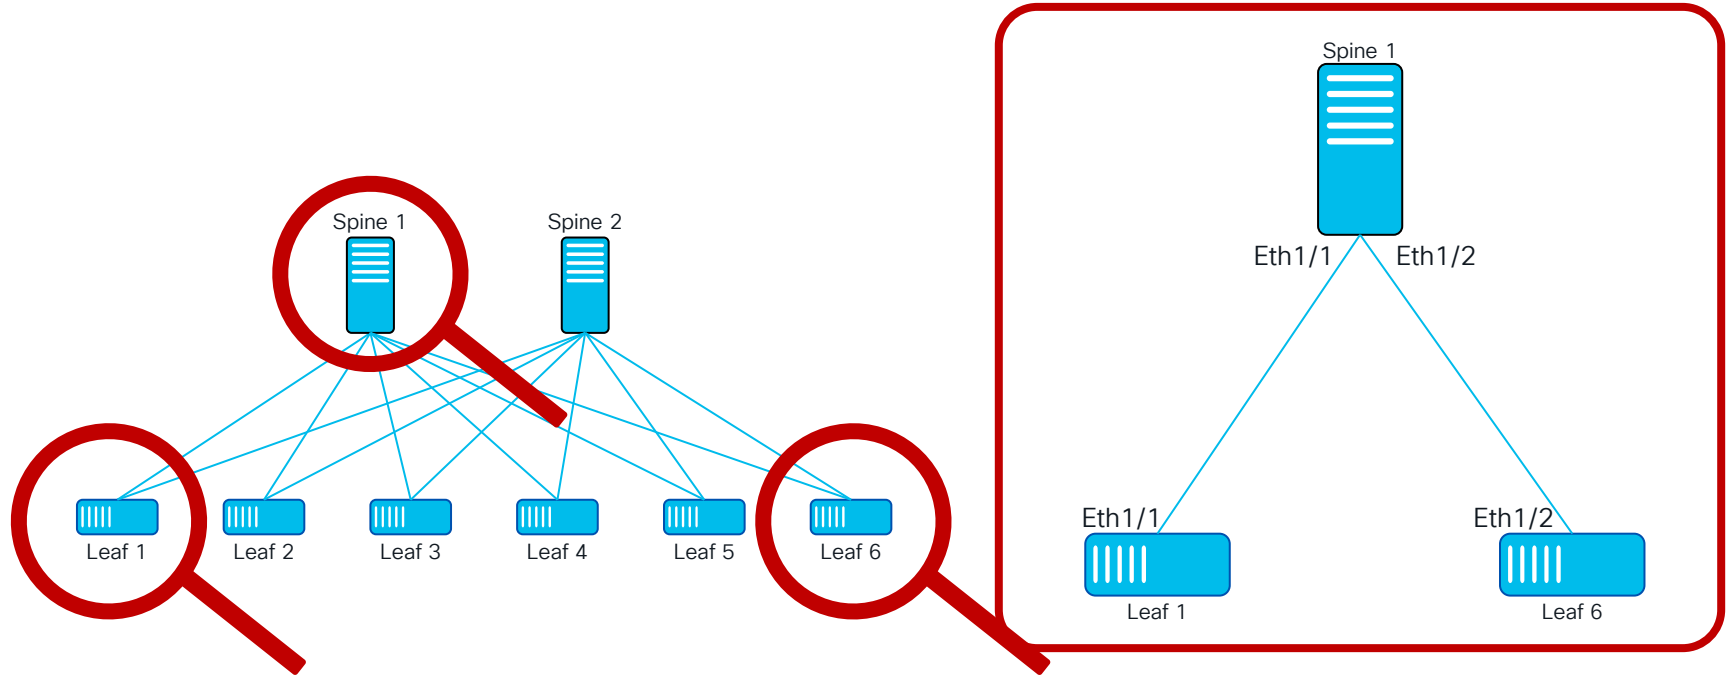 Spine 1
Spine 2
Leaf 1
Leaf 2
Leaf 3
Leaf 4
Leaf 5
Leaf 6
Spine 1
Eth1/1
Eth1/2
Eth1/1
Eth1/2
Leaf 1
Leaf 6